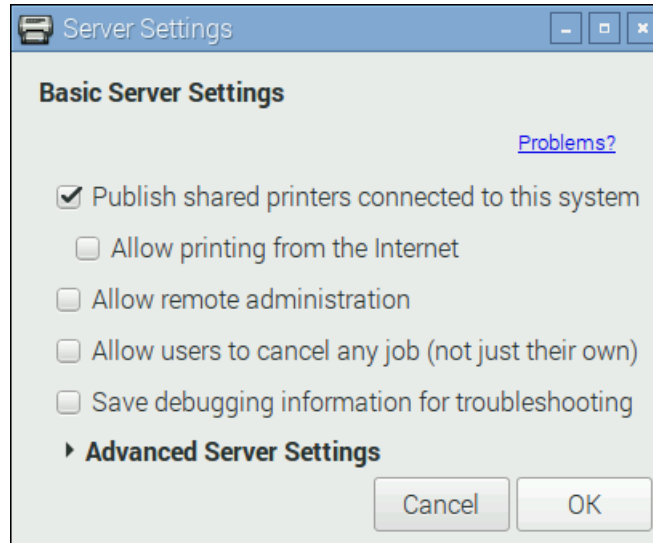 Server Settings
Basic Server Settings
Problems?
Publish shared printers connected to this system
Allow printing from the Internet
Allow remote administration
Allow users to cancel any job (not just their own)
Save debugging information for troubleshooting
Advanced Server Settings
Cancel OK